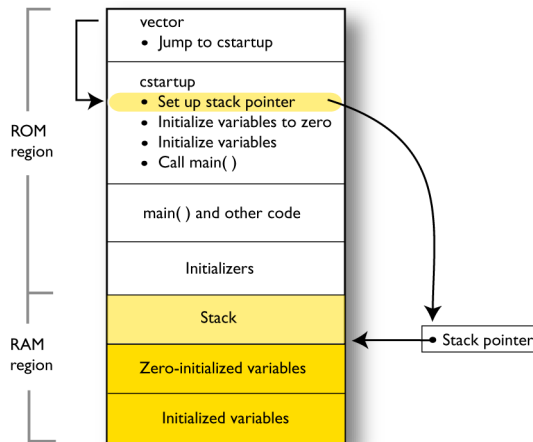 vector
• Jump to cstartup
cstartup
• Set up stack pointer
• Initialize variables to zero
• Initialize variables
• Call main( )
ROM
region
main( ) and other code
Initializers
Stack
RAM
region
Stack pointer
Zero-initialized variables
Initialized variables